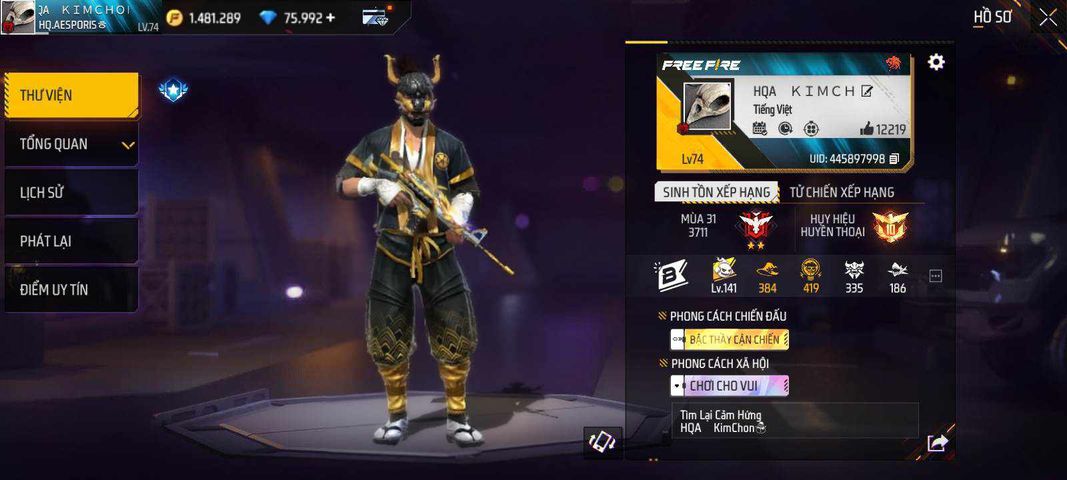 JA KIMCHOI
HQ.AESPORIS
LV.74
1.481.289
75.992 +
HỒ SƠ
THƯ VIỆN
TỔNG QUAN
LỊCH SỬ
PHÁT LẠI
ĐIỂM UY TÍN
FREE FIRE
HQA KIMCH
Tiếng Việt
12219
Lv74
UID: 445897998
SINH TỒN XẾP HẠNG
TỬ CHIẾN XẾP HẠNG
MÙA 31
3711
HUY HIỆU
HUYỀN THOẠI
10
B
Lv.141
384
419
335
186
PHONG CÁCH CHIẾN ĐẤU
BẬC THẦY CẬN CHIẾN
PHONG CÁCH XÃ HỘI
CHƠI CHO VUI
Tìm Lại Cảm Hứng
HQA KimChon